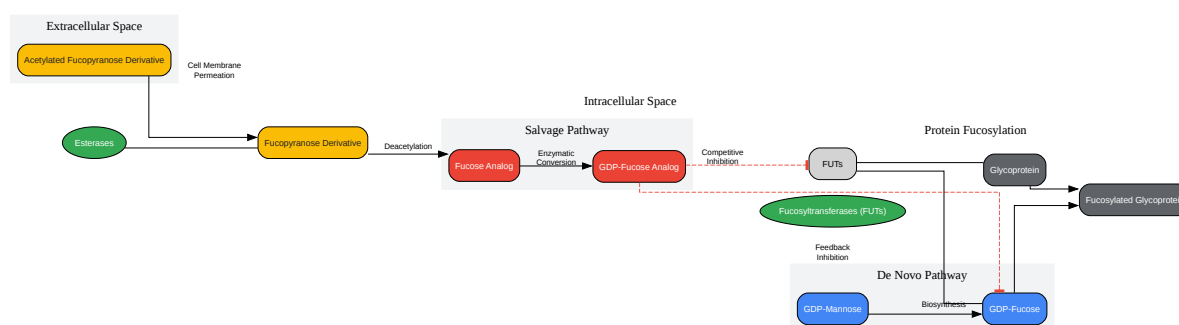 Extracellular Space
Acetylated Fucopyranose Derivative
Cell Membrane
Permeation
Intracellular Space
Esterases
Fucopyranose Derivative
Deacetylation
Salvage Pathway
Fucose Analog
Enzymatic
Conversion
GDP-Fucose Analog
Competitive
Inhibition
Protein Fucosylation
FUTs
Glycoprotein
Fucosylated Glycoprotei
Fucosyltransferases (FUTs)
Feedback
Inhibition
De Novo Pathway
GDP-Mannose
Biosynthesis
GDP-Fucose